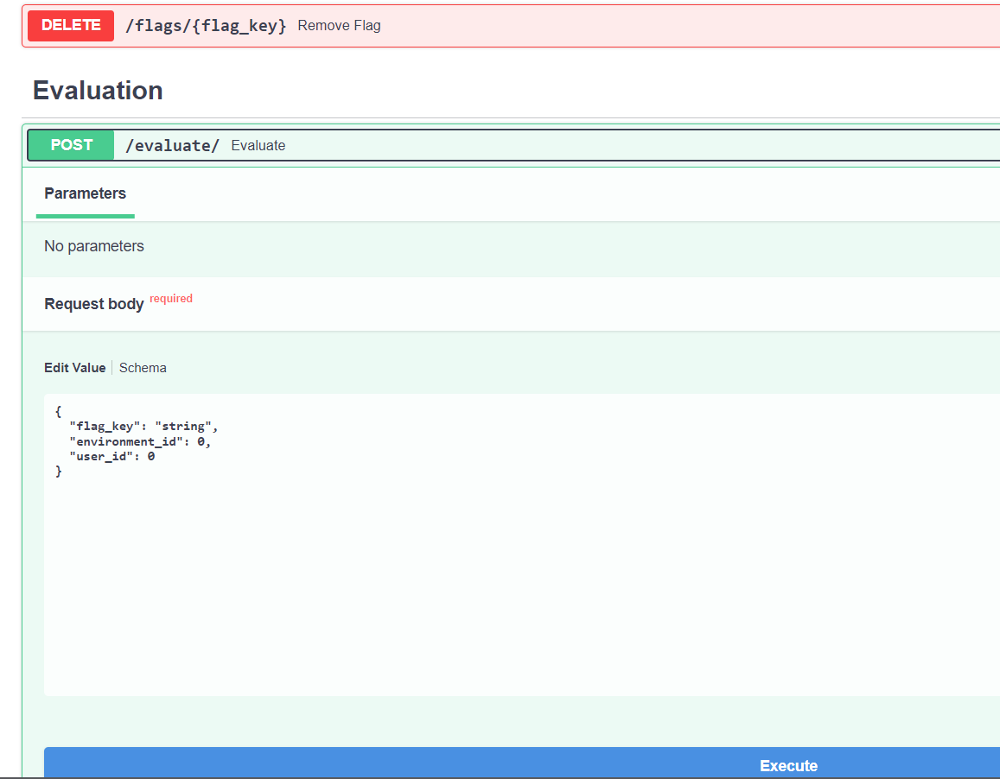 DELETE /flags/{flag_key} Remove Flag
Evaluation
POST /evaluate/ Evaluate
Parameters
No parameters
Request body required
Edit Value Schema
{
  "flag_key": "string",
  "environment_id": 0,
  "user_id": 0
}
Execute